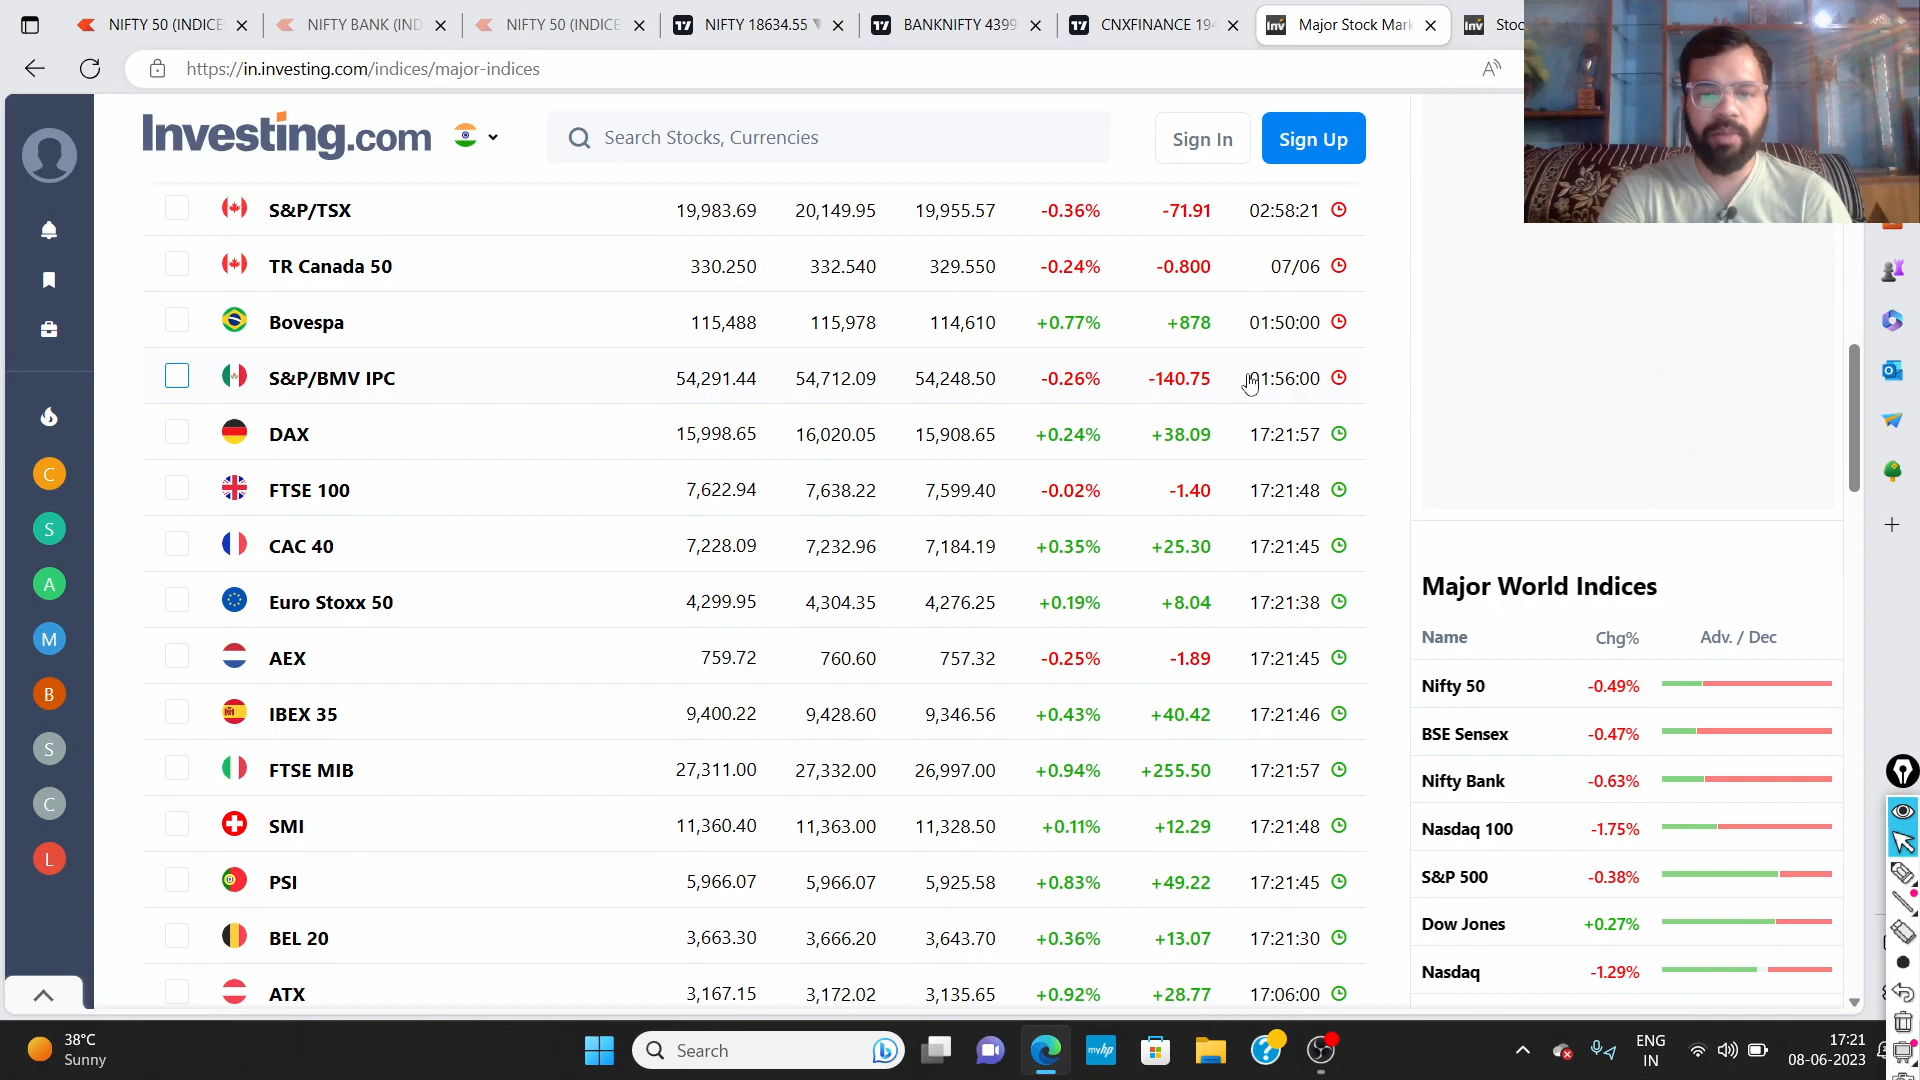 NIFTY 50 (INDICE
NIFTY BANK (IND
NIFTY 50 (INDICE
NIFTY 18634.55
BANKNIFTY 4399
CNXFINANCE 194
Major Stock Mark
Stoc
https://in.investing.com/indices/major-indices
Investing.com
Search Stocks, Currencies
Sign In
Sign Up
S&P/TSX 19,983.69 20,149.95 19,955.57 -0.36% -71.91 02:58:21
TR Canada 50 330.250 332.540 329.550 -0.24% -0.800 07/06
Bovespa 115,488 115,978 114,610 +0.77% +878 01:50:00
S&P/BMV IPC 54,291.44 54,712.09 54,248.50 -0.26% -140.75 01:56:00
DAX 15,998.65 16,020.05 15,908.65 +0.24% +38.09 17:21:57
FTSE 100 7,622.94 7,638.22 7,599.40 -0.02% -1.40 17:21:48
CAC 40 7,228.09 7,232.96 7,184.19 +0.35% +25.30 17:21:45
Euro Stoxx 50 4,299.95 4,304.35 4,276.25 +0.19% +8.04 17:21:38
AEX 759.72 760.60 757.32 -0.25% -1.89 17:21:45
IBEX 35 9,400.22 9,428.60 9,346.56 +0.43% +40.42 17:21:46
FTSE MIB 27,311.00 27,332.00 26,997.00 +0.94% +255.50 17:21:57
SMI 11,360.40 11,363.00 11,328.50 +0.11% +12.29 17:21:48
PSI 5,966.07 5,966.07 5,925.58 +0.83% +49.22 17:21:45
BEL 20 3,663.30 3,666.20 3,643.70 +0.36% +13.07 17:21:30
ATX 3,167.15 3,172.02 3,135.65 +0.92% +28.77 17:06:00
C
S
A
M
B
S
C
L
Major World Indices
Name Chg% Adv. / Dec
Nifty 50 -0.49%
BSE Sensex -0.47%
Nifty Bank -0.63%
Nasdaq 100 -1.75%
S&P 500 -0.38%
Dow Jones +0.27%
Nasdaq -1.29%
38°C
Sunny
Search
myhp
ENG
IN
17:21
08-06-2023